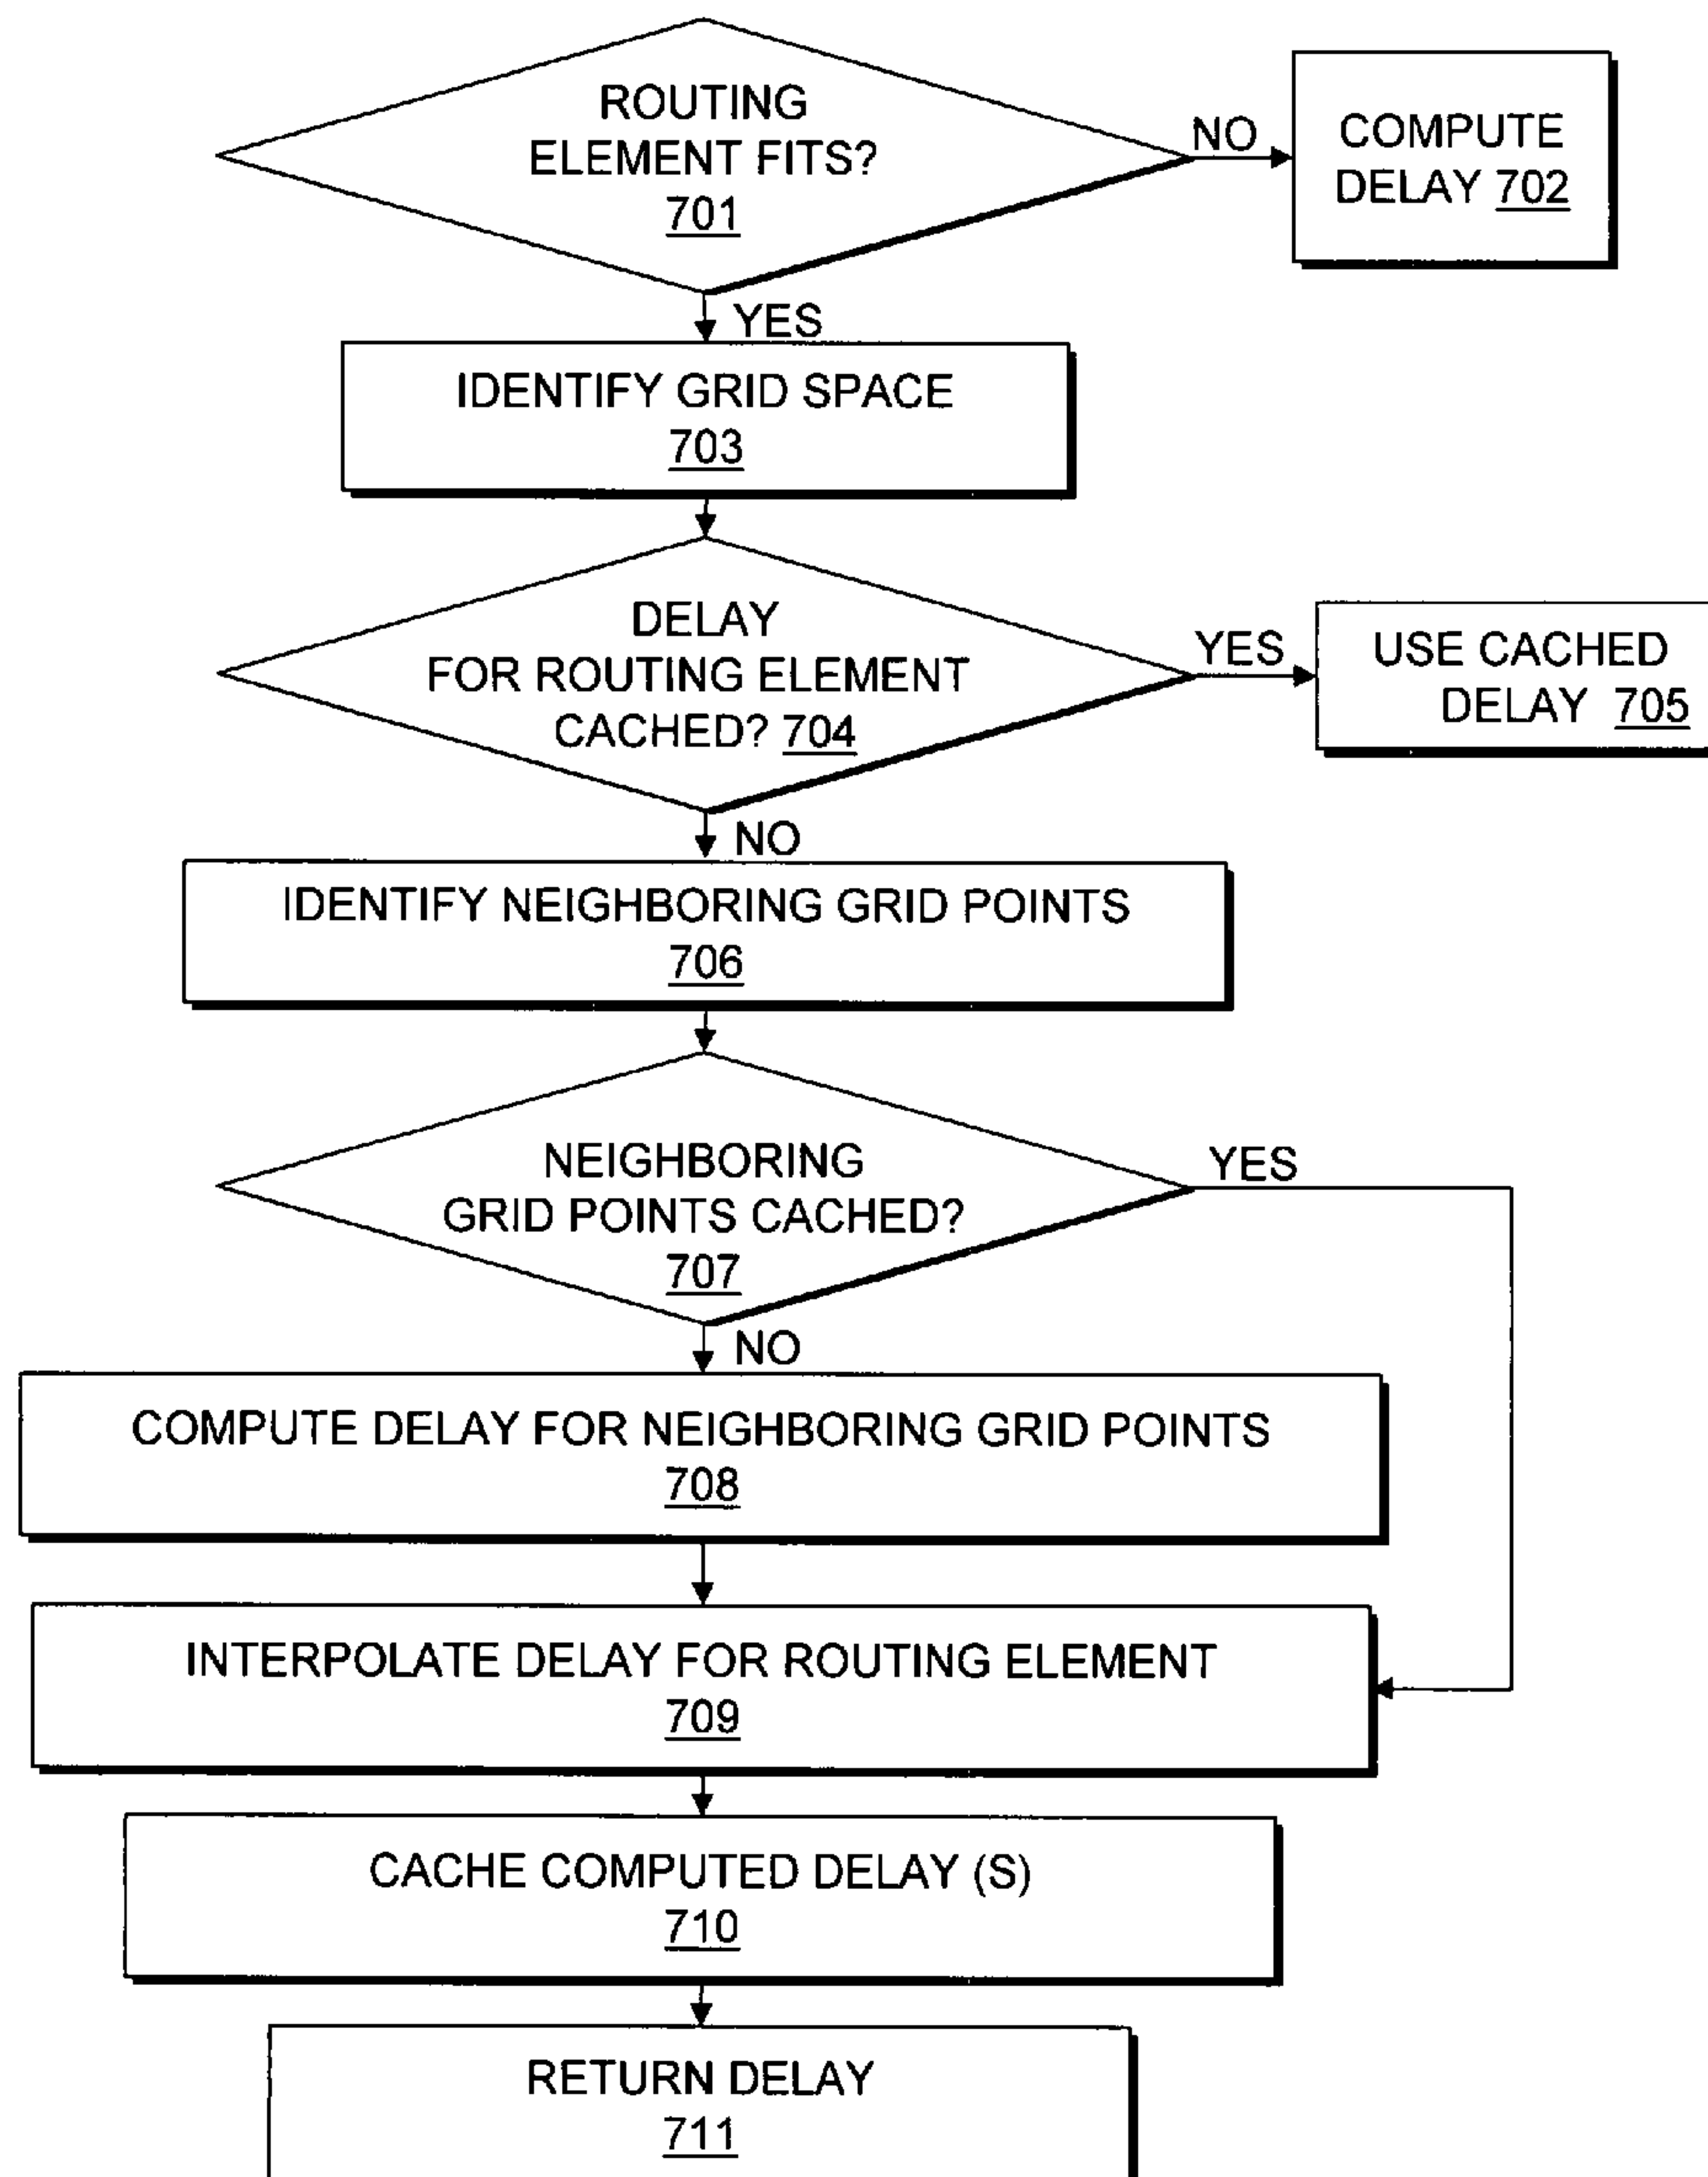 ROUTING
ELEMENT FITS?
701
NO
COMPUTE
DELAY 702
YES
IDENTIFY GRID SPACE
703
DELAY
FOR ROUTING ELEMENT
CACHED? 704
YES
USE CACHED
DELAY 705
NO
IDENTIFY NEIGHBORING GRID POINTS
706
NEIGHBORING
GRID POINTS CACHED?
707
YES
NO
COMPUTE DELAY FOR NEIGHBORING GRID POINTS
708
INTERPOLATE DELAY FOR ROUTING ELEMENT
709
CACHE COMPUTED DELAY (S)
710
RETURN DELAY
711